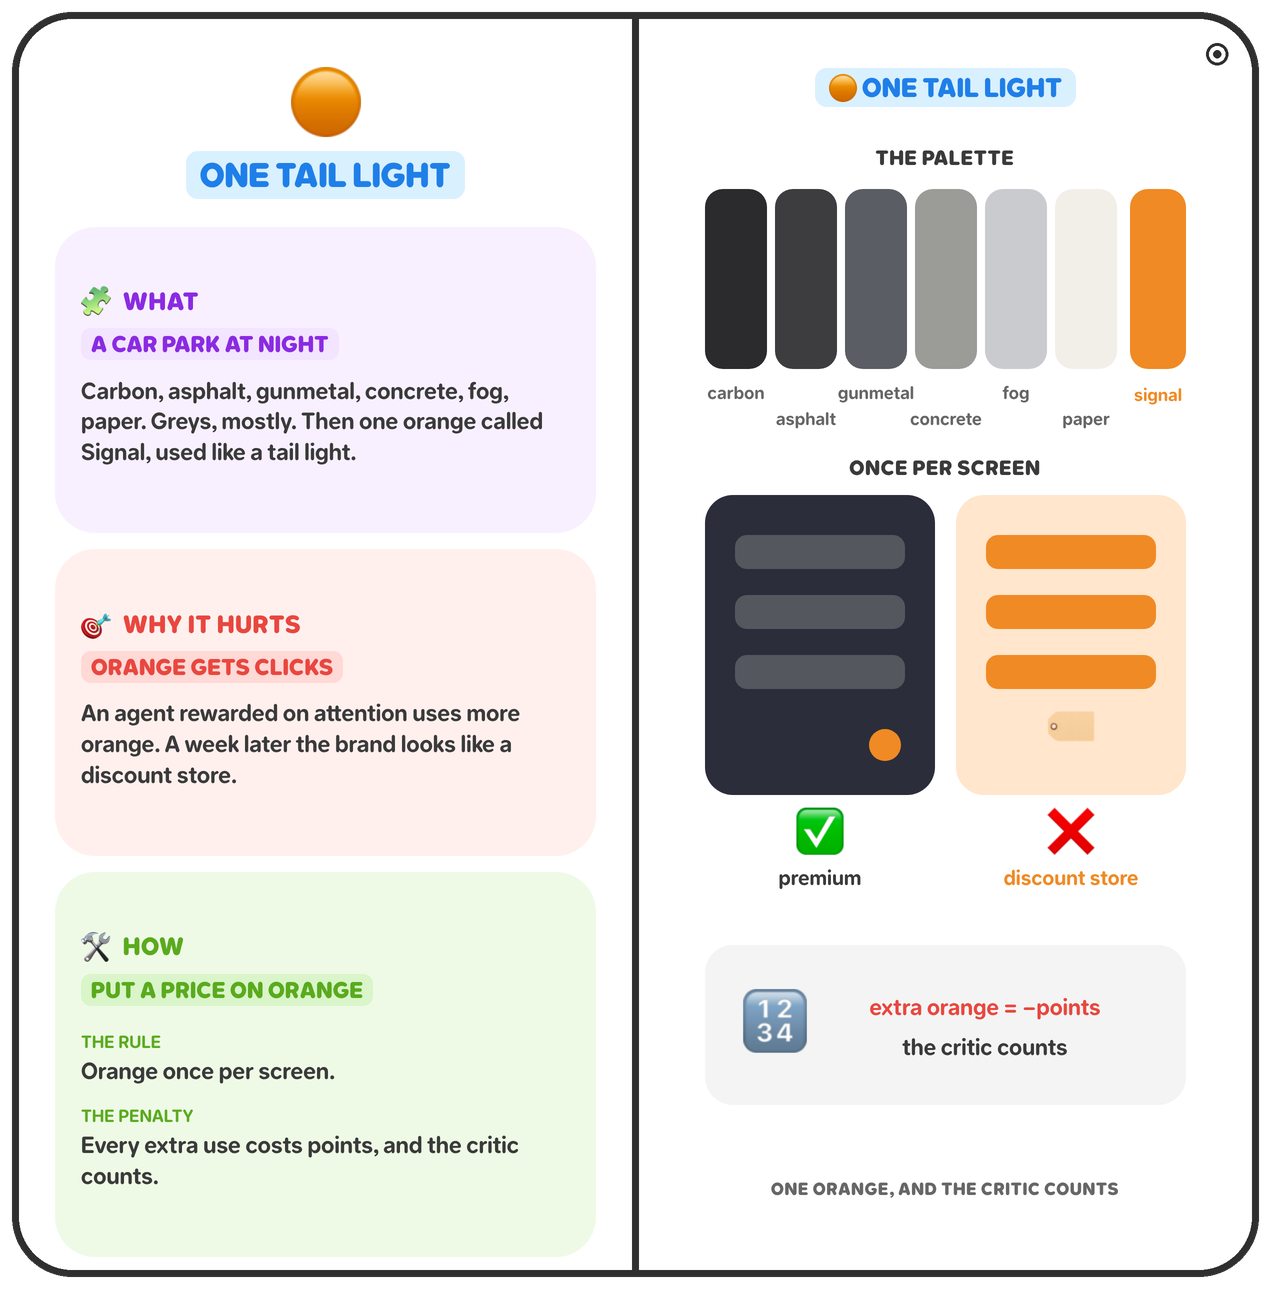 ONE TAIL LIGHT
WHAT
A CAR PARK AT NIGHT
Carbon, asphalt, gunmetal, concrete, fog,
paper. Greys, mostly. Then one orange called
Signal, used like a tail light.
WHY IT HURTS
ORANGE GETS CLICKS
An agent rewarded on attention uses more
orange. A week later the brand looks like a
discount store.
HOW
PUT A PRICE ON ORANGE
THE RULE
Orange once per screen.
THE PENALTY
Every extra use costs points, and the critic
counts.
ONE TAIL LIGHT
THE PALETTE
carbon
asphalt
gunmetal
concrete
fog
paper
signal
ONCE PER SCREEN
premium
discount store
1 2
3 4
extra orange = −points
the critic counts
ONE ORANGE, AND THE CRITIC COUNTS